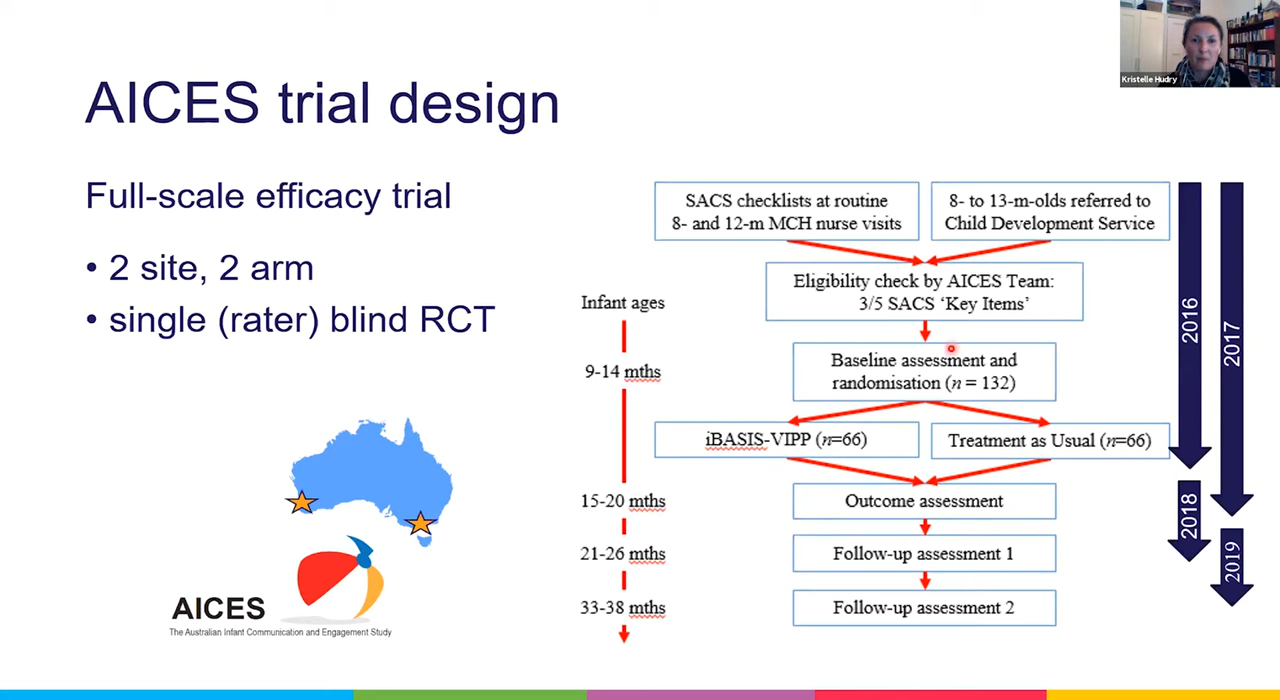 Kristelle Hudry
AICES trial design
Full-scale efficacy trial
• 2 site, 2 arm
• single (rater) blind RCT
AICES
The Australian Infant Communication and Engagement Study
SACS checklists at routine
8- and 12-m MCH nurse visits
8- to 13-m-olds referred to
Child Development Service
Eligibility check by AICES Team:
3/5 SACS ‘Key Items’
Infant ages
9-14 mths
Baseline assessment and
randomisation (n = 132)
iBASIS-VIPP (n=66)
Treatment as Usual (n=66)
15-20 mths
Outcome assessment
21-26 mths
Follow-up assessment 1
33-38 mths
Follow-up assessment 2
2016
2017
2018
2019